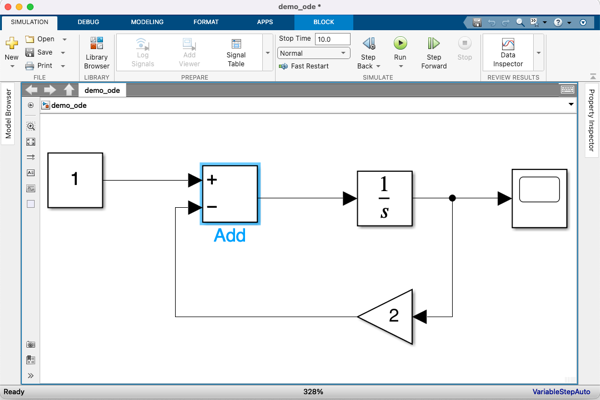 demo_ode *
SIMULATION DEBUG MODELING FORMAT APPS BLOCK
New
Open
Save
Print
FILE
Library
Browser
LIBRARY
Log
Signals
Add
Viewer
Signal
Table
PREPARE
Stop Time 10.0
Normal
Fast Restart
Step
Back
Run
Step
Forward
Stop
SIMULATE
Data
Inspector
REVIEW RESULTS
Model Browser
Property Inspector
demo_ode
demo_ode
1
+
−
Add
1
s
2
Ready 328% VariableStepAuto